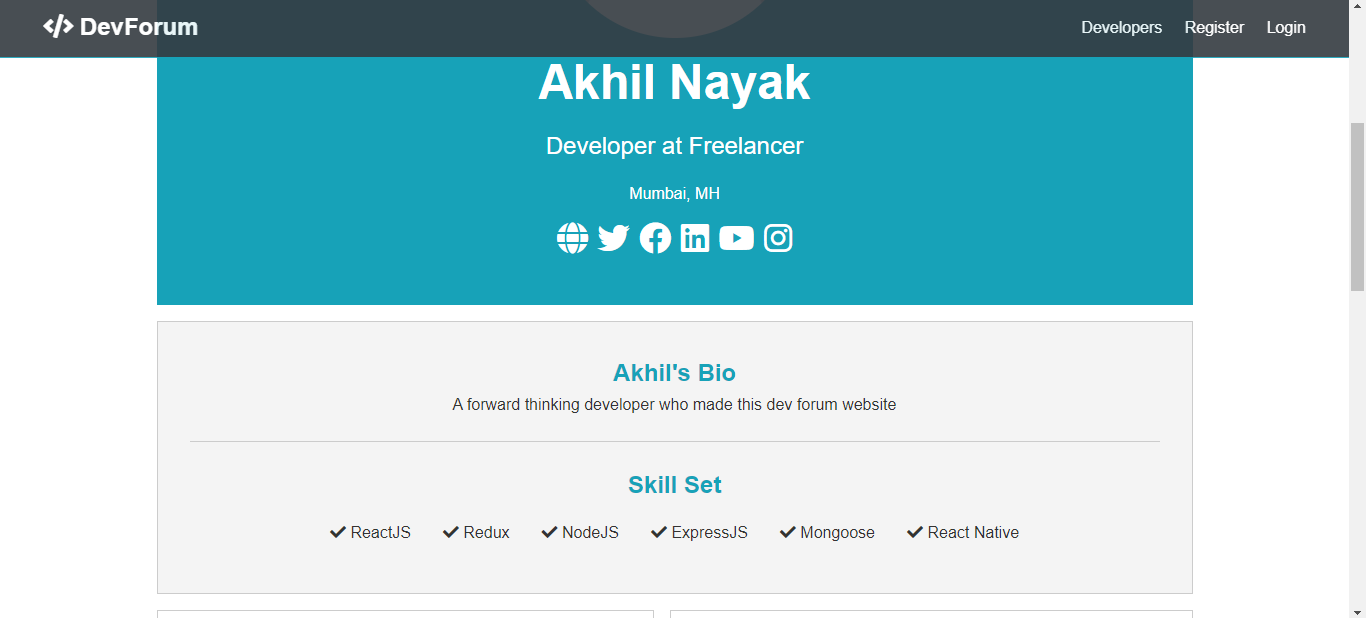 DevForum
Developers Register Login
Akhil Nayak
Developer at Freelancer
Mumbai, MH
Akhil's Bio
A forward thinking developer who made this dev forum website
Skill Set
ReactJS Redux NodeJS ExpressJS Mongoose React Native